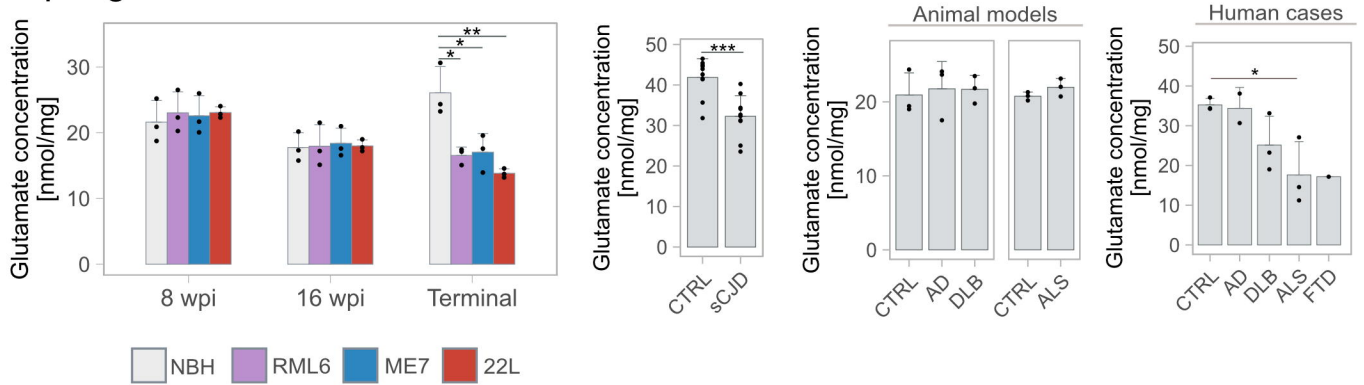 Glutamate concentration
[nmol/mg]
30
20
10
0
**
*
*
8 wpi
16 wpi
Terminal
NBH
RML6
ME7
22L
Glutamate concentration
[nmol/mg]
50
40
30
20
10
0
***
CTRL
sCJD
Animal models
Glutamate concentration
[nmol/mg]
20
10
0
CTRL
AD
DLB
CTRL
ALS
Human cases
Glutamate concentration
[nmol/mg]
50
40
30
20
10
0
*
CTRL
AD
DLB
ALS
FTD